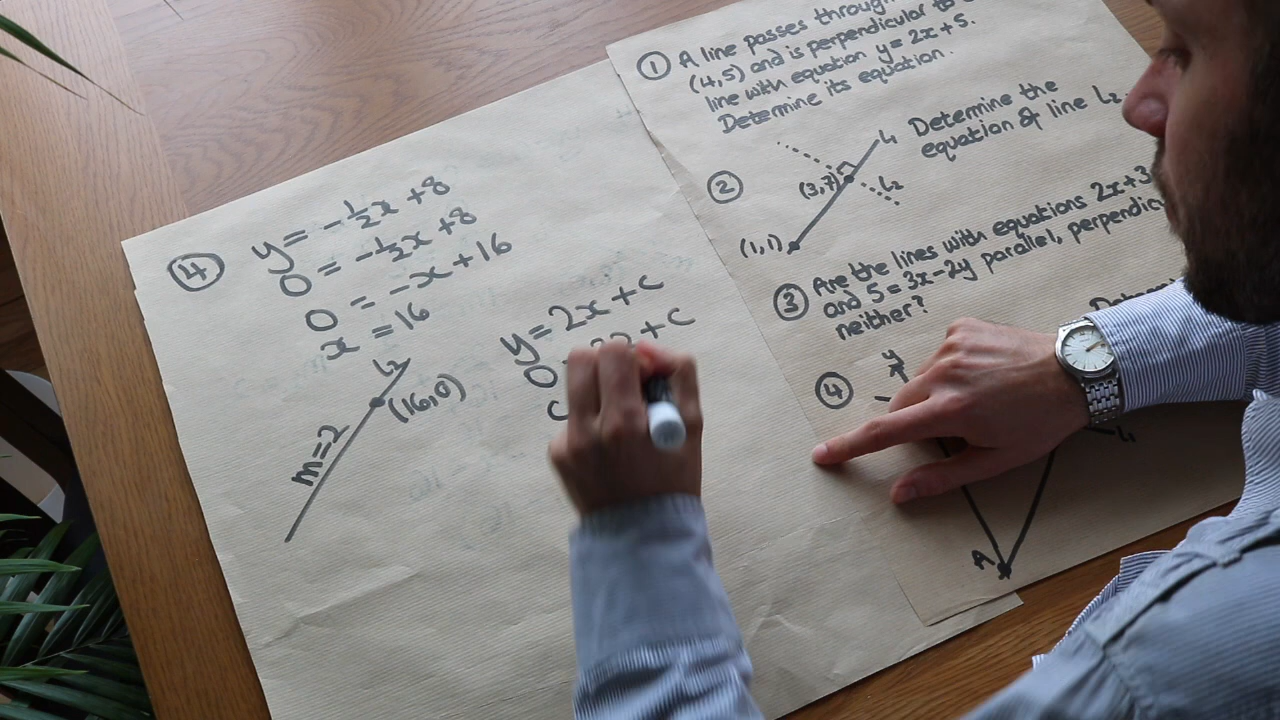 ④
y = -½x + 8
0 = -½x + 8
0 = -x + 16
x = 16
L₂
(16,0)
m=2
y = 2x + c
0 = 32 + c
c
① A line passes through
(4,5) and is perpendicular to
line with equation y = 2x + 5.
Determine its equation.
②
L₁
(3,7)
L₂
(1,1)
Determine the
equation of line L₂.
③ Are the lines with equations 2x+3
and 5=3x-2y parallel,
neither?
④
y
L₁
A